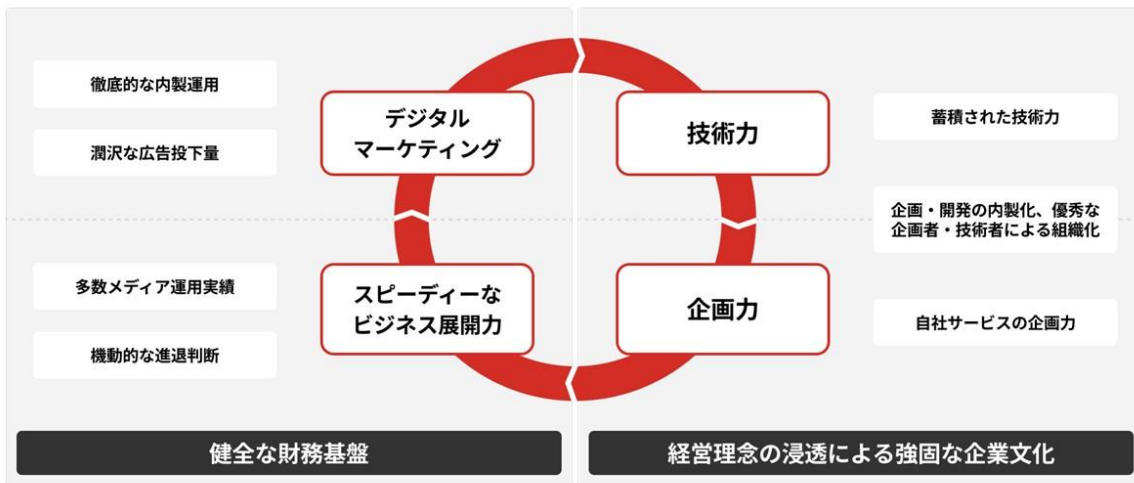 徹底的な内製運用
潤沢な広告投下量
デジタル
マーケティング
技術力
蓄積された技術力
企画・開発の内製化、優秀な
企画者・技術者による組織化
多数メディア運用実績
機動的な進退判断
スピーディーな
ビジネス展開力
企画力
自社サービスの企画力
健全な財務基盤
経営理念の浸透による強固な企業文化